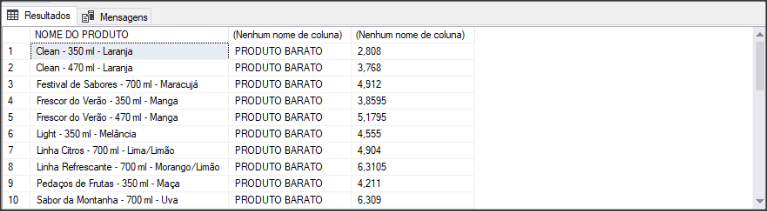 Resultados Mensagens
NOME DO PRODUTO (Nenhum nome de coluna) (Nenhum nome de coluna)
1 Clean - 350 ml - Laranja PRODUTO BARATO 2,808
2 Clean - 470 ml - Laranja PRODUTO BARATO 3,768
3 Festival de Sabores - 700 ml - Maracujá PRODUTO BARATO 4,912
4 Frescor do Verão - 350 ml - Manga PRODUTO BARATO 3,8595
5 Frescor do Verão - 470 ml - Manga PRODUTO BARATO 5,1795
6 Light - 350 ml - Melância PRODUTO BARATO 4,555
7 Linha Citros - 700 ml - Lima/Limão PRODUTO BARATO 4,904
8 Linha Refrescante - 700 ml - Morango/Limão PRODUTO BARATO 6,3105
9 Pedaços de Frutas - 350 ml - Maça PRODUTO BARATO 4,211
10 Sabor da Montanha - 700 ml - Uva PRODUTO BARATO 6,309